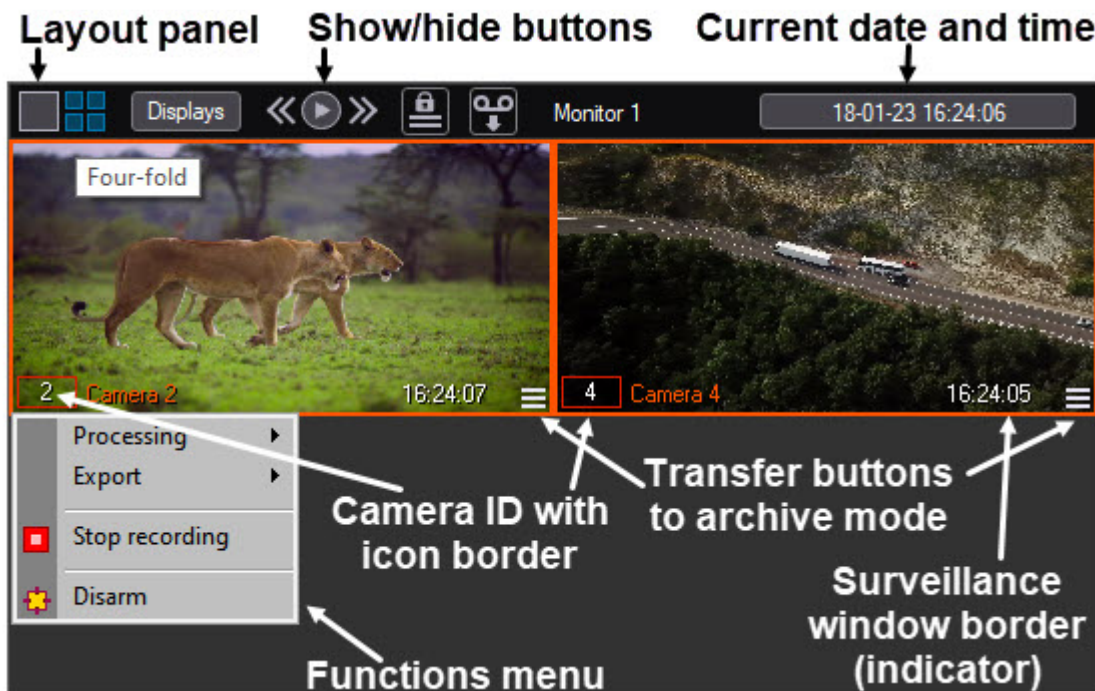 Layout panel Show/hide buttons Current date and time
Displays Monitor 1 18-01-23 16:24:06
Four-fold
2 Camera 2 16:24:07 4 Camera 4 16:24:05
Processing
Export
Stop recording
Disarm
Camera ID with
icon border
Transfer buttons
to archive mode
Surveillance
window border
(indicator)
Functions menu